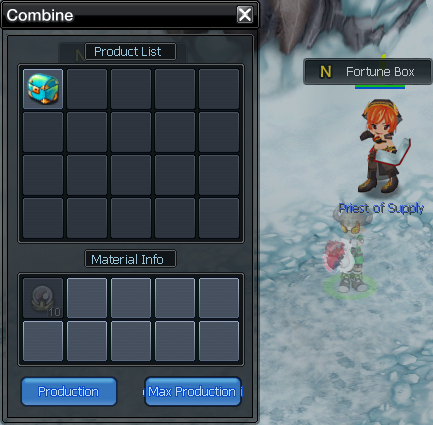 Combine
Product List
N Fortune Box
Priest of Supply
Material Info
10
Production
Max Production